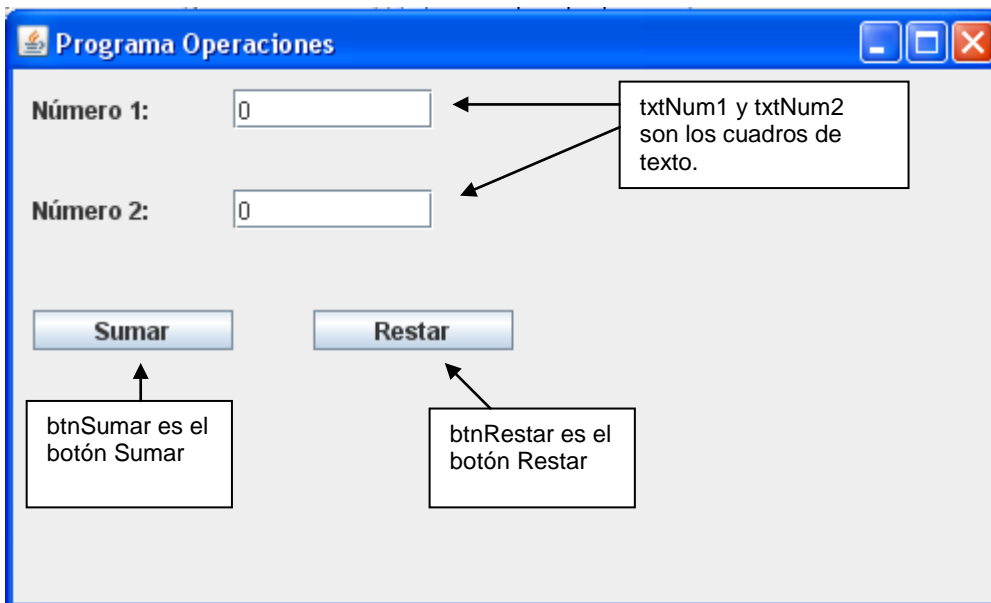 Programa Operaciones
Número 1:
0
txtNum1 y txtNum2
son los cuadros de
texto.
Número 2:
0
Sumar
Restar
btnSumar es el
botón Sumar
btnRestar es el
botón Restar